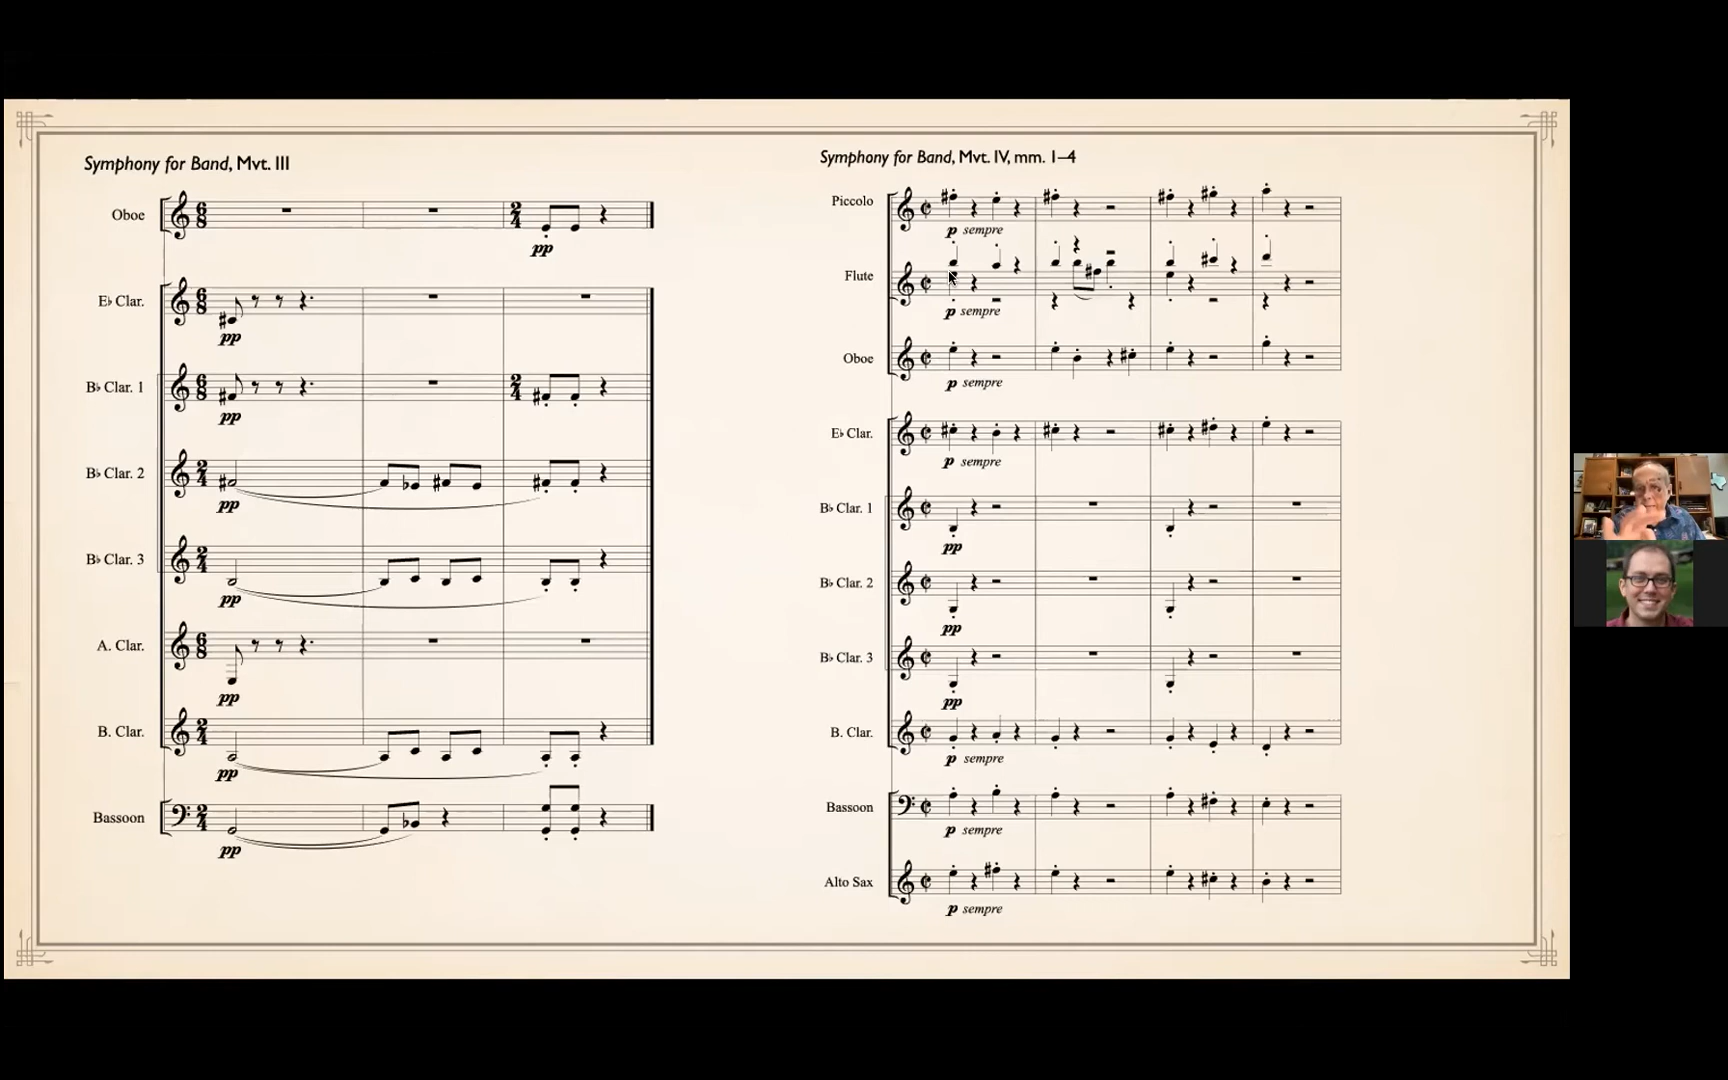 Symphony for Band, Mvt. III
Oboe
pp
E♭ Clar.
pp
B♭ Clar. 1
pp
B♭ Clar. 2
pp
B♭ Clar. 3
pp
A. Clar.
pp
B. Clar.
pp
Bassoon
pp
Symphony for Band, Mvt. IV, mm. 1–4
Piccolo
p sempre
Flute
p sempre
Oboe
p sempre
E♭ Clar.
p sempre
B♭ Clar. 1
pp
B♭ Clar. 2
pp
B♭ Clar. 3
pp
B. Clar.
p sempre
Bassoon
p sempre
Alto Sax
p sempre